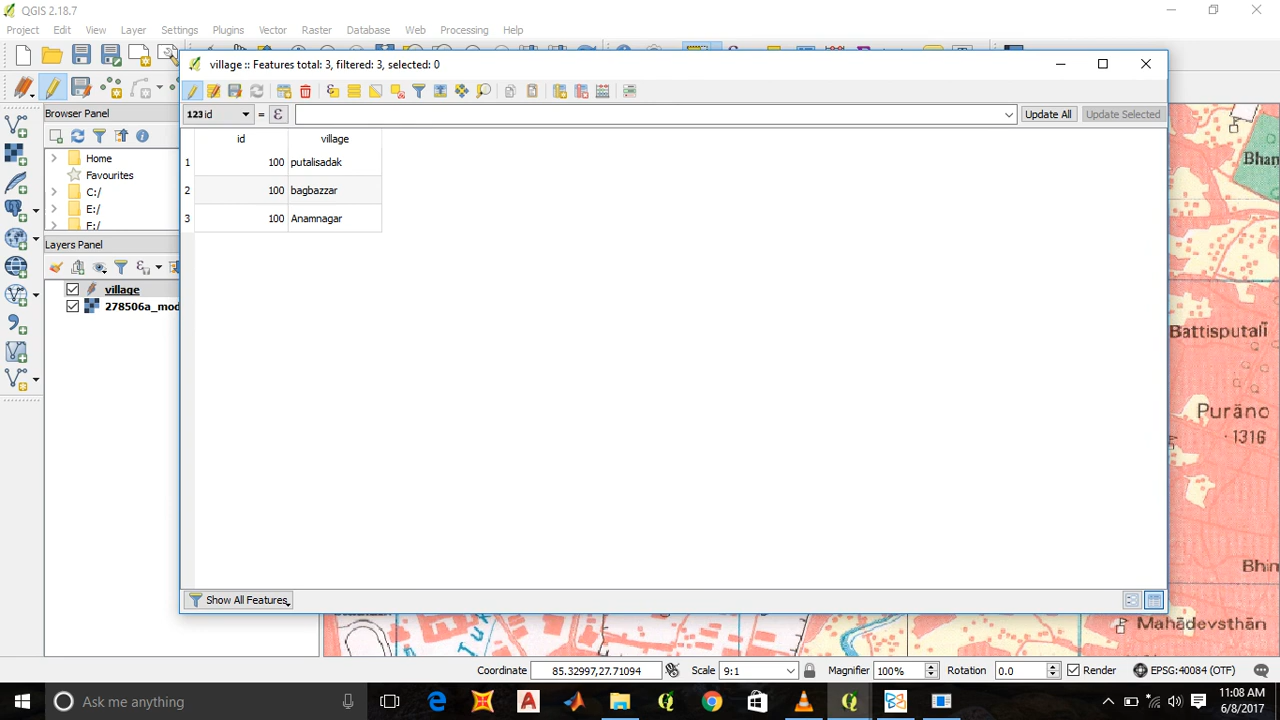 QGIS 2.18.7
Project Edit View Layer Settings Plugins Vector Raster Database Web Processing Help
village :: Features total: 3, filtered: 3, selected: 0
123 id = ε Update All Update Selected
id village
1 100 putalisadak
2 100 bagbazzar
3 100 Anamnagar
Show All Features
Browser Panel
Home
Favourites
C:/
E:/
F:/
Layers Panel
village
278506a_mod
Battisputali
Purāno
1316
Mahādevsthān
Coordinate 85.32997,27.71094 Scale 9:1 Magnifier 100% Rotation 0.0 Render EPSG:40084 (OTF)
Ask me anything
11:08 AM
6/8/2017